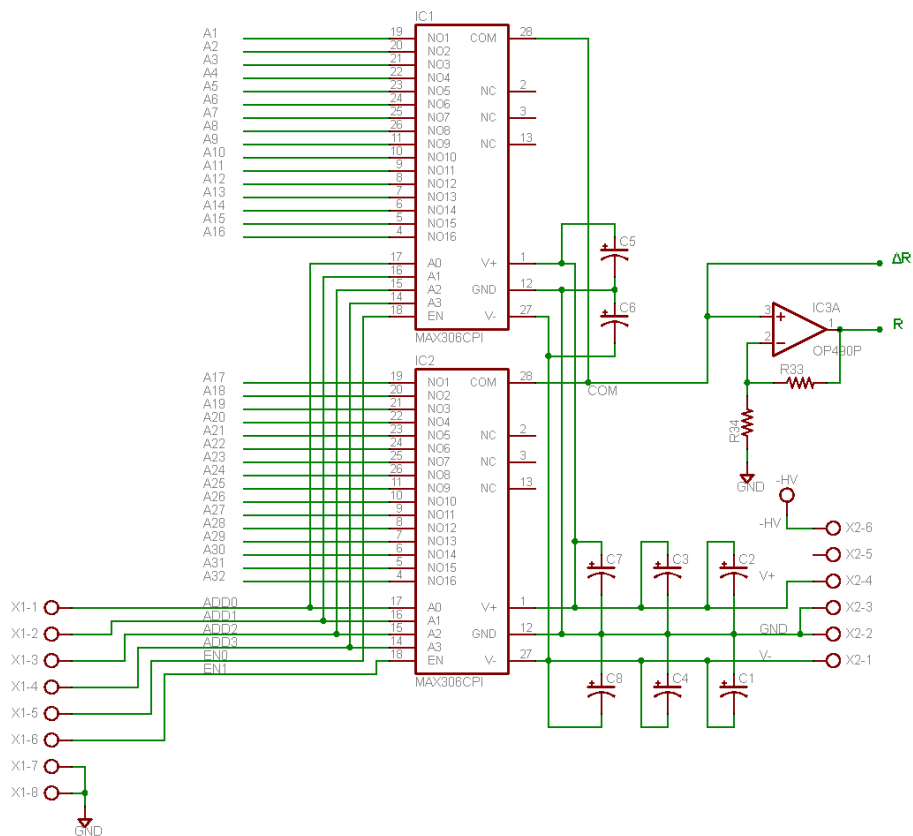 IC1
A1 19 NO1 COM 28
A2 20 NO2
A3 21 NO3
A4 22 NO4
A5 23 NO5 NC 2
A6 24 NO6
A7 25 NO7 NC 3
A8 26 NO8
A9 11 NO9 NC 13
A10 10 NO10
A11 9 NO11
A12 8 NO12
A13 7 NO13
A14 6 NO14
A15 5 NO15
A16 4 NO16
+ C5
17 A0 V+ 1
ΔR
16 A1
15 A2 GND 12
14 A3
+ C6
18 EN V- 27
IC3A
3 + 1
R
2 -
OP490P
MAX306CPI
IC2
R33
A17 19 NO1 COM 28
COM
A18 20 NO2
A19 21 NO3
A20 22 NO4
R34
A21 23 NO5 NC 2
A22 24 NO6
A23 25 NO7 NC 3
A24 26 NO8
GND
-HV
A25 11 NO9 NC 13
A26 10 NO10
A27 9 NO11
A28 8 NO12
-HV X2-6
A29 7 NO13
A30 6 NO14
X2-5
A31 5 NO15
+ C7 + C3 + C2
A32 4 NO16
V+ X2-4
X1-1 ADD0 17 A0 V+ 1
X2-3
ADD1 16 A1
X1-2 ADD2 15 A2 GND 12 GND X2-2
ADD3 14 A3
X1-3 EN0 18 EN V- 27 V- X2-1
EN1
MAX306CPI
+ C8 + C4 + C1
X1-4
X1-5
X1-6
X1-7
X1-8
GND